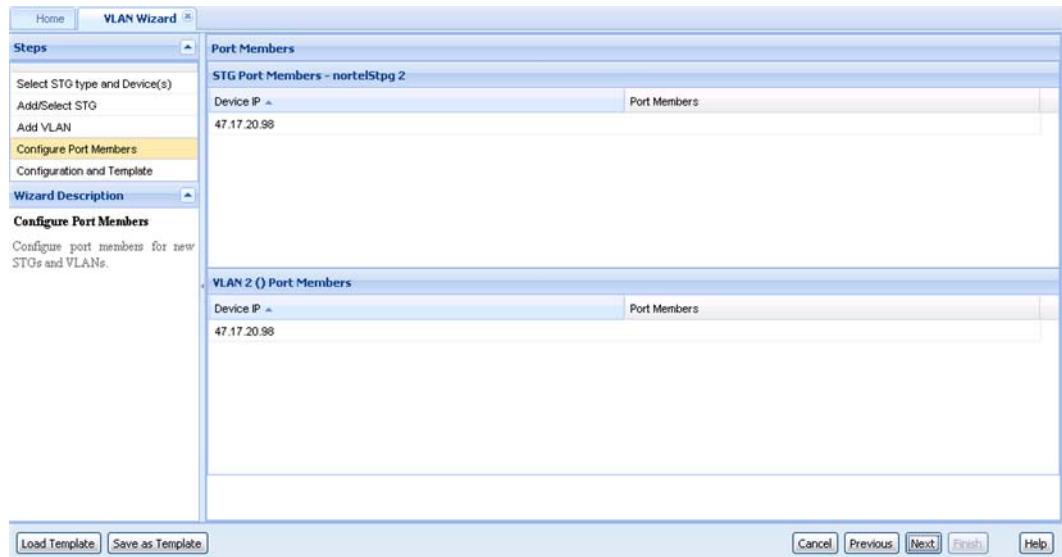 Home
VLAN Wizard
Steps
Select STG type and Device(s)
Add/Select STG
Add VLAN
Configure Port Members
Configuration and Template
Wizard Description
Configure Port Members
Configure port members for new
STGs and VLANs.
Port Members
STG Port Members - nortelStpg 2
Device IP
Port Members
47.17.20.98
VLAN 2 () Port Members
Device IP
Port Members
47.17.20.98
Load Template
Save as Template
Cancel
Previous
Next
Finish
Help